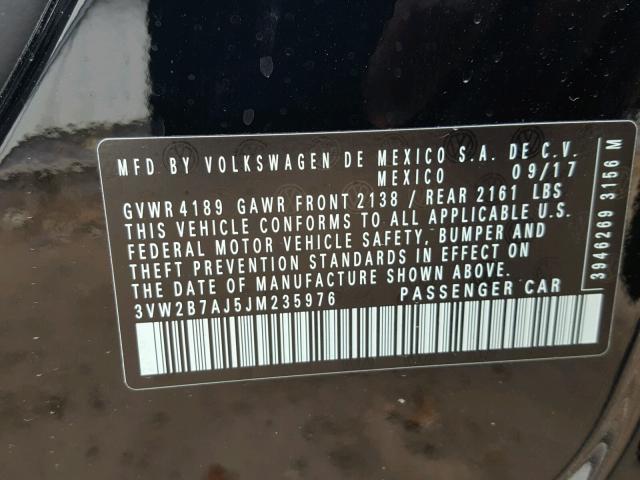 MFD BY VOLKSWAGEN DE MEXICO S.A. DE C.V.
MEXICO 09/17
GVWR 4189 GAWR FRONT 2138 / REAR 2161 LBS
THIS VEHICLE CONFORMS TO ALL APPLICABLE U.S.
FEDERAL MOTOR VEHICLE SAFETY, BUMPER AND
THEFT PREVENTION STANDARDS IN EFFECT ON
THE DATE OF MANUFACTURE SHOWN ABOVE.
3VW2B7AJ5JM235976 PASSENGER CAR
3946269 3156 M